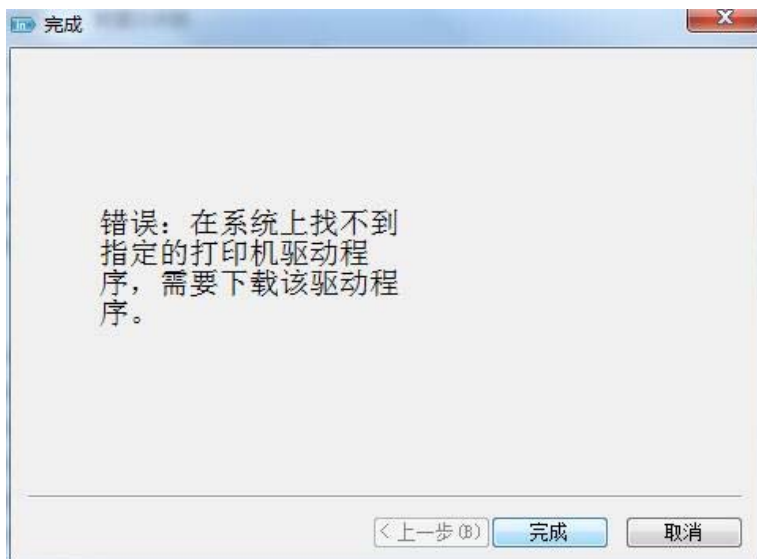 完成
错误：在系统上找不到
指定的打印机驱动程
序，需要下载该驱动程
序。
<上一步(B) 完成 取消